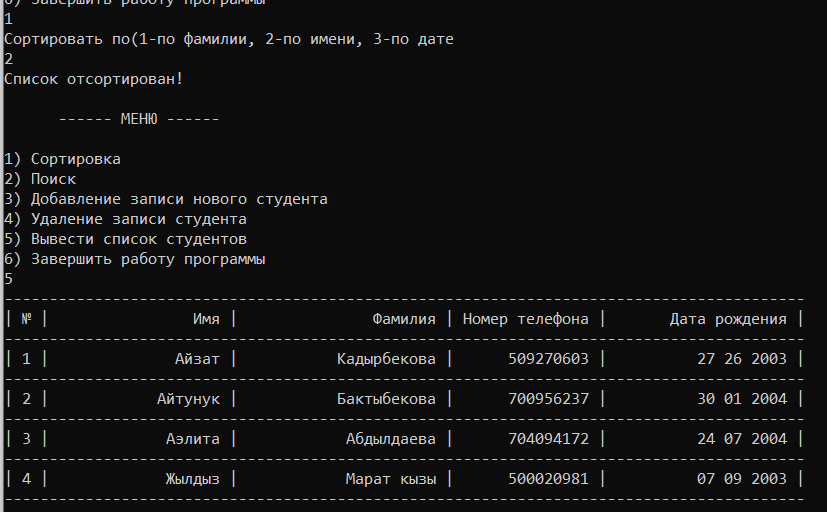 6) Завершить работу программы
1
Сортировать по(1-по фамилии, 2-по имени, 3-по дате
2
Список отсортирован!
------ МЕНЮ ------
1) Сортировка
2) Поиск
3) Добавление записи нового студента
4) Удаление записи студента
5) Вывести список студентов
6) Завершить работу программы
5
| № | Имя | Фамилия | Номер телефона | Дата рождения |
| 1 | Айзат | Кадырбекова | 509270603 | 27 26 2003 |
| 2 | Айтунук | Бактыбекова | 700956237 | 30 01 2004 |
| 3 | Аэлита | Абдылдаева | 704094172 | 24 07 2004 |
| 4 | Жылдыз | Марат кызы | 500020981 | 07 09 2003 |